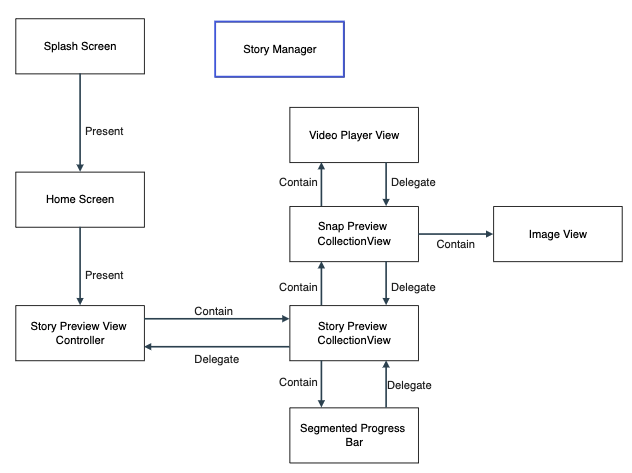 Splash Screen
Story Manager
Present
Video Player View
Contain
Delegate
Home Screen
Snap Preview
CollectionView
Contain
Image View
Present
Contain
Delegate
Story Preview View
Controller
Contain
Delegate
Story Preview
CollectionView
Contain
Delegate
Segmented Progress
Bar